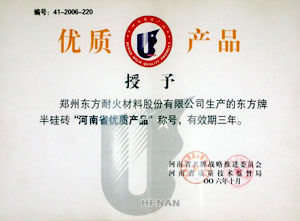 编号：41-2006-220
优质 产品
授予
郑州东方耐火材料股份有限公司生产的东方牌
半硅砖“河南省优质产品”称号，有效期三年。
HENAN
河南省名牌战略推进委员会
河南省质量技术监督局
〇〇六年十月